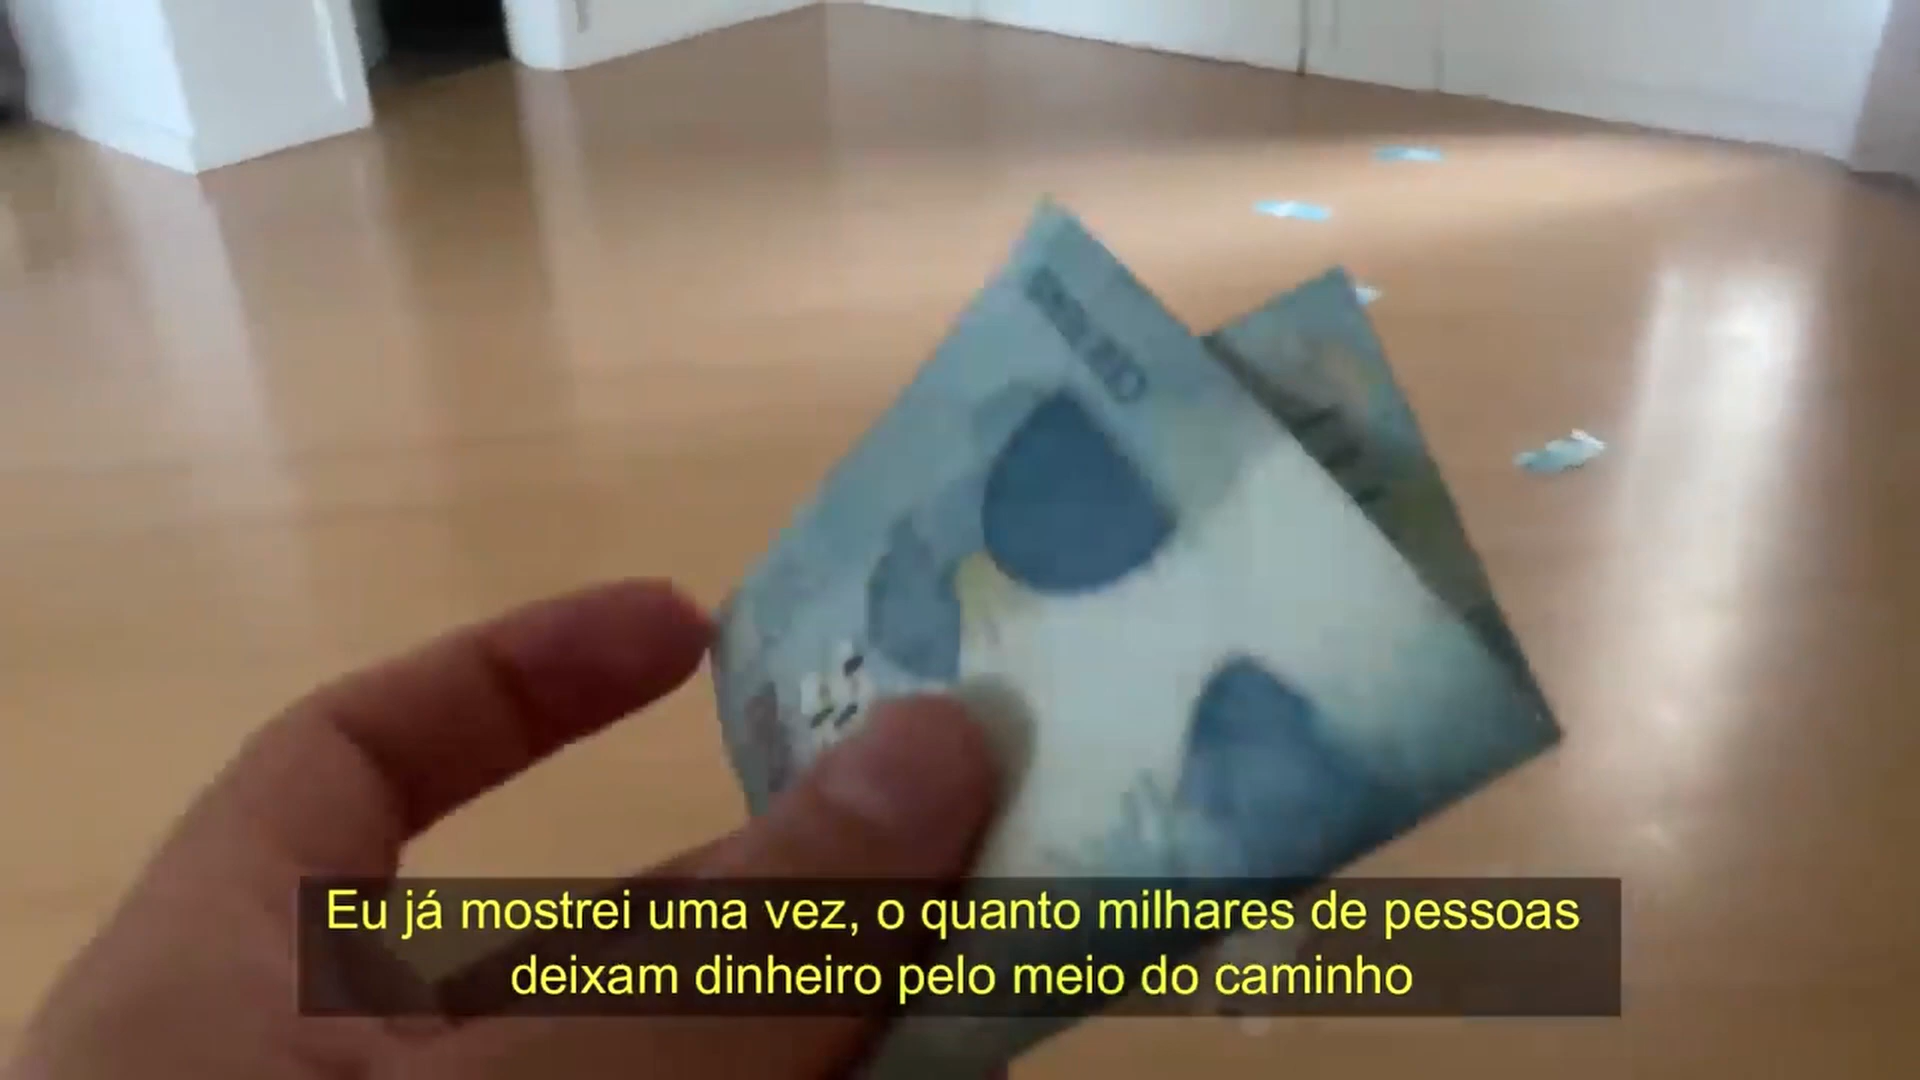 Eu já mostrei uma vez, o quanto milhares de pessoas
deixam dinheiro pelo meio do caminho